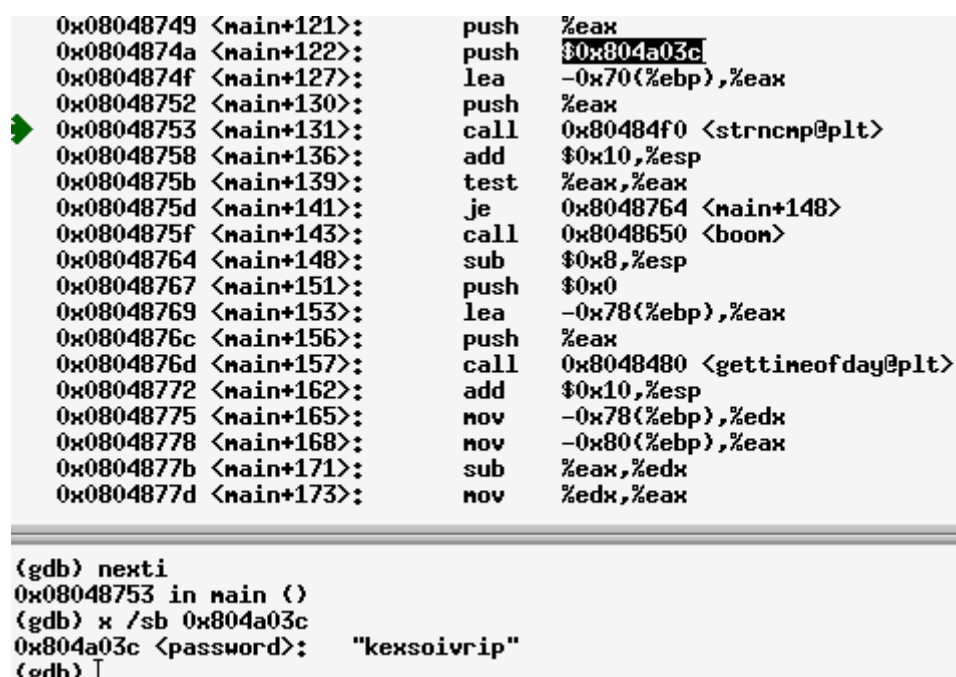 0x08048749 <main+121>: push %eax
0x0804874a <main+122>: push $0x804a03c
0x0804874f <main+127>: lea -0x70(%ebp),%eax
0x08048752 <main+130>: push %eax
0x08048753 <main+131>: call 0x80484f0 <strncmp@plt>
0x08048758 <main+136>: add $0x10,%esp
0x0804875b <main+139>: test %eax,%eax
0x0804875d <main+141>: je 0x8048764 <main+148>
0x0804875f <main+143>: call 0x8048650 <boom>
0x08048764 <main+148>: sub $0x8,%esp
0x08048767 <main+151>: push $0x0
0x08048769 <main+153>: lea -0x78(%ebp),%eax
0x0804876c <main+156>: push %eax
0x0804876d <main+157>: call 0x8048480 <gettimeofday@plt>
0x08048772 <main+162>: add $0x10,%esp
0x08048775 <main+165>: mov -0x78(%ebp),%edx
0x08048778 <main+168>: mov -0x80(%ebp),%eax
0x0804877b <main+171>: sub %eax,%edx
0x0804877d <main+173>: mov %edx,%eax
(gdb) nexti
0x08048753 in main ()
(gdb) x /sb 0x804a03c
0x804a03c <password>: "kexsoivrip"
(gdb)